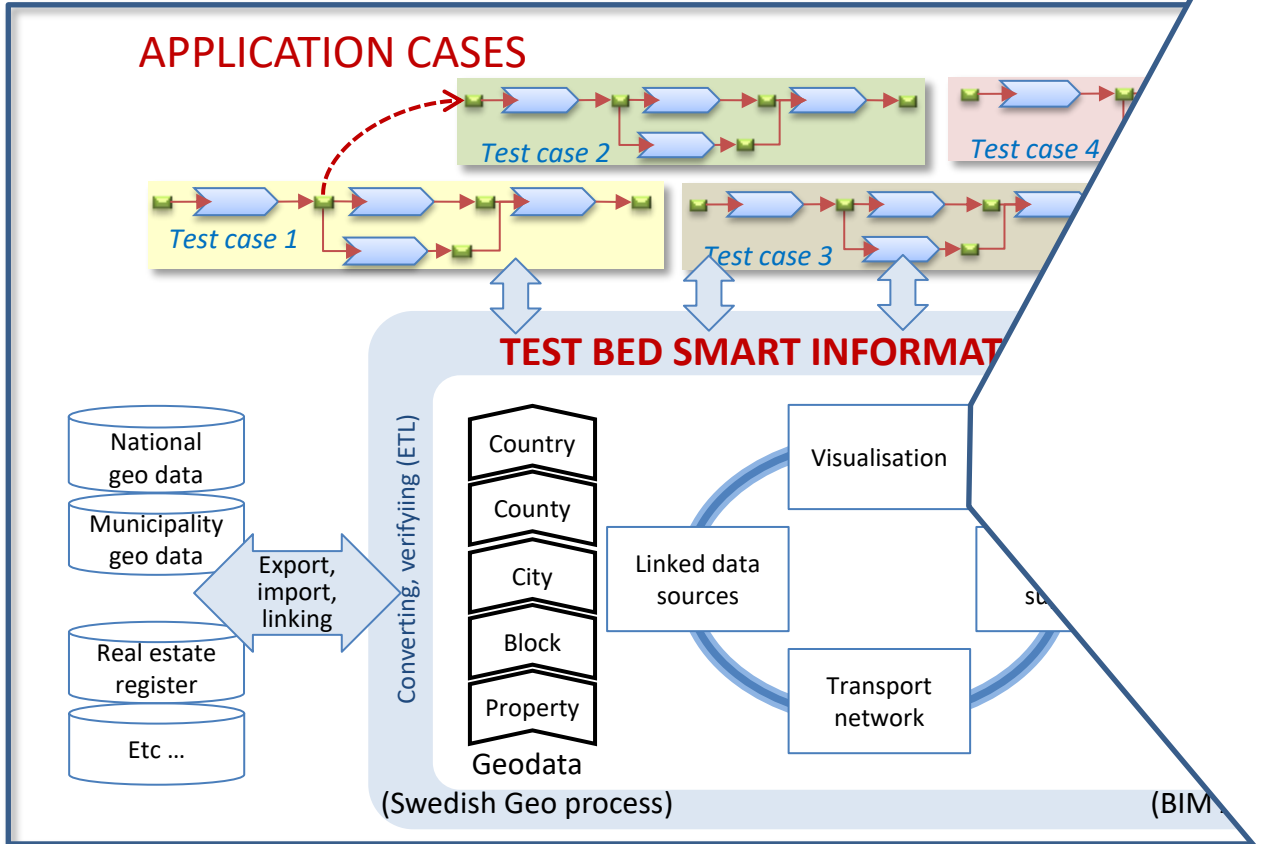 APPLICATION CASES
Test case 2
Test case 4
Test case 1
Test case 3
TEST BED SMART
National
geo data
Municipality
geo data
Real estate
register
Etc ...
Export,
import,
linking
Converting, verifyiing (ETL)
Country
County
City
Block
Property
Geodata
(Swedish Geo process)
Visualisation
Linked data
sources
Transport
network
(BIM